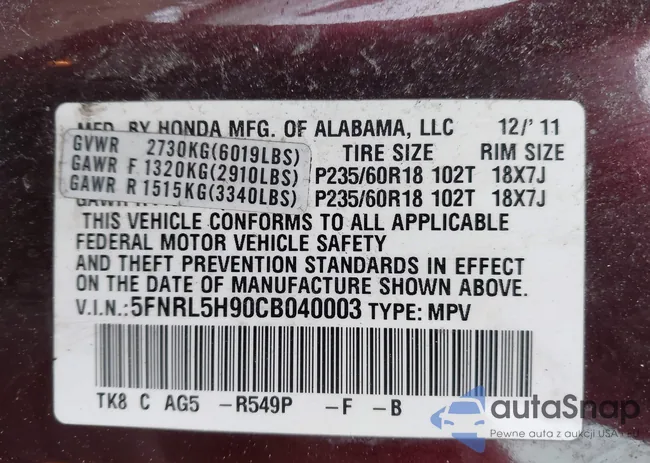 MFD. BY HONDA MFG. OF ALABAMA, LLC 12/'11
GVWR 2730KG(6019LBS) TIRE SIZE RIM SIZE
GAWR F 1320KG(2910LBS) P235/60R18 102T 18X7J
GAWR R 1515KG(3340LBS) P235/60R18 102T 18X7J
THIS VEHICLE CONFORMS TO ALL APPLICABLE
FEDERAL MOTOR VEHICLE SAFETY
AND THEFT PREVENTION STANDARDS IN EFFECT
ON THE DATE OF MANUFACTURE SHOWN ABOVE.
V.I.N.:5FNRL5H90CB040003 TYPE: MPV
TK8 C AG5 -R549P -F -B
autaSnap
Pewne auta z aukcji USA i